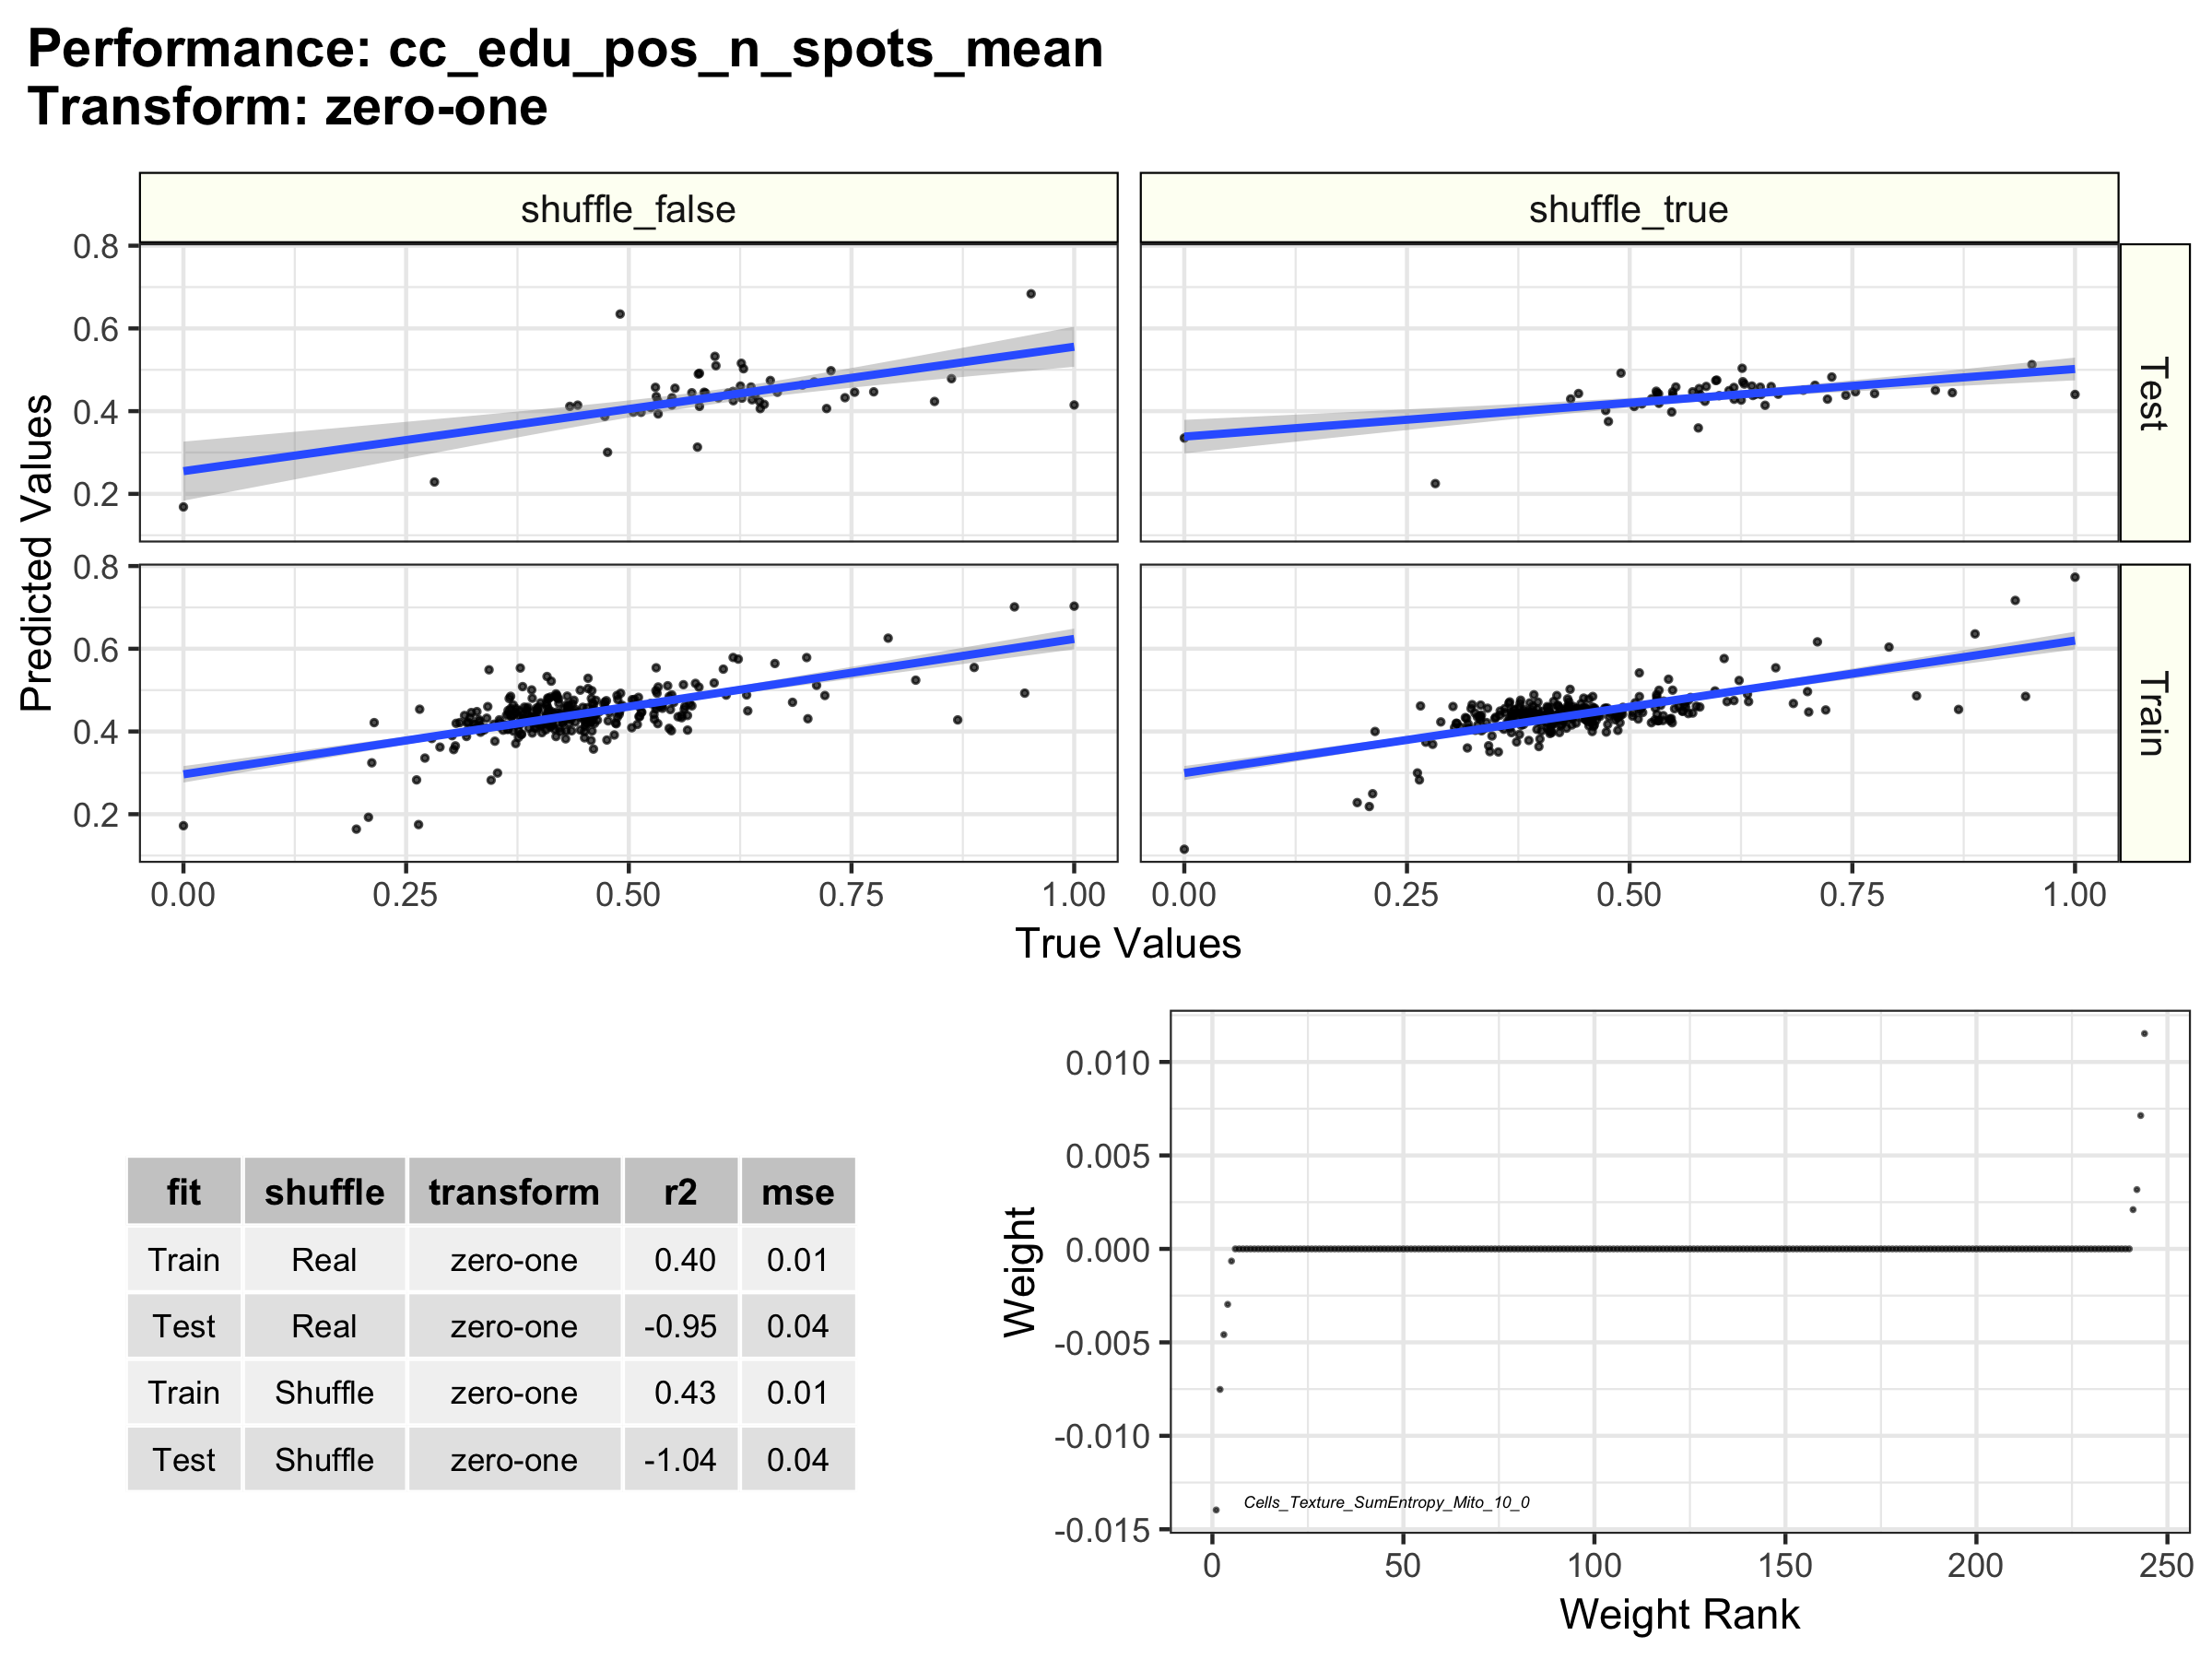 Performance: cc_edu_pos_n_spots_mean
Transform: zero-one
shuffle_false
shuffle_true
0.8
0.6
0.4
0.2
Test
0.8
0.6
0.4
0.2
Train
Predicted Values
0.00 0.25 0.50 0.75 1.00
0.00 0.25 0.50 0.75 1.00
True Values
fit shuffle transform r2 mse
Train Real zero-one 0.40 0.01
Test Real zero-one -0.95 0.04
Train Shuffle zero-one 0.43 0.01
Test Shuffle zero-one -1.04 0.04
0.010
0.005
0.000
-0.005
-0.010
-0.015
Weight
Cells_Texture_SumEntropy_Mito_10_0
0 50 100 150 200 250
Weight Rank